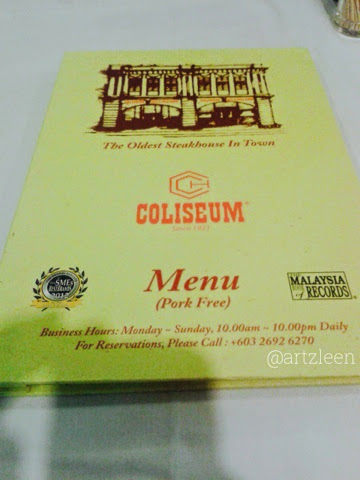 The Oldest Steakhouse In Town
COLISEUM
Since 1921
Menu
(Pork Free)
MALAYSIA
RECORDS
Business Hours: Monday ~ Sunday, 10.00am ~ 10.00pm Daily
For Reservations, Please Call : +603 2692 6270
@artzleen